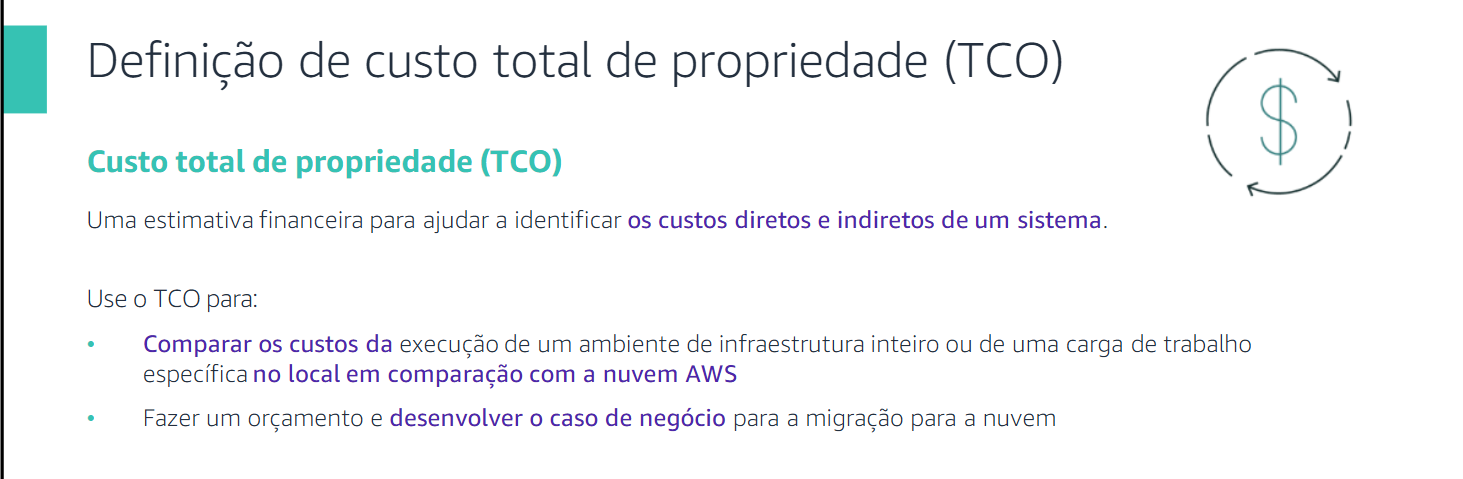 Definição de custo total de propriedade (TCO)
Custo total de propriedade (TCO)
Uma estimativa financeira para ajudar a identificar os custos diretos e indiretos de um sistema.
Use o TCO para:
• Comparar os custos da execução de um ambiente de infraestrutura inteiro ou de uma carga de trabalho
específica no local em comparação com a nuvem AWS
• Fazer um orçamento e desenvolver o caso de negócio para a migração para a nuvem
$